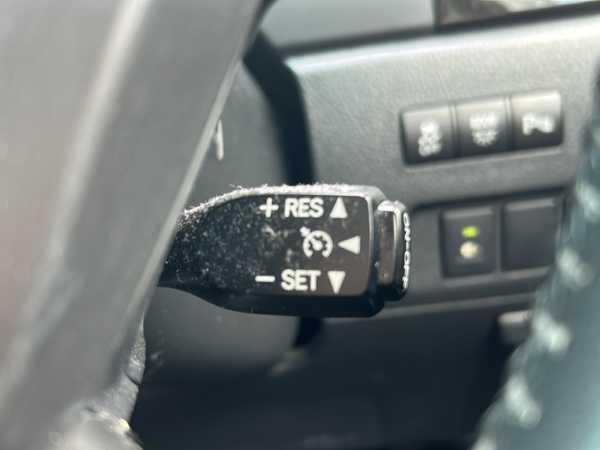 + RES
- SET
ON-OFF